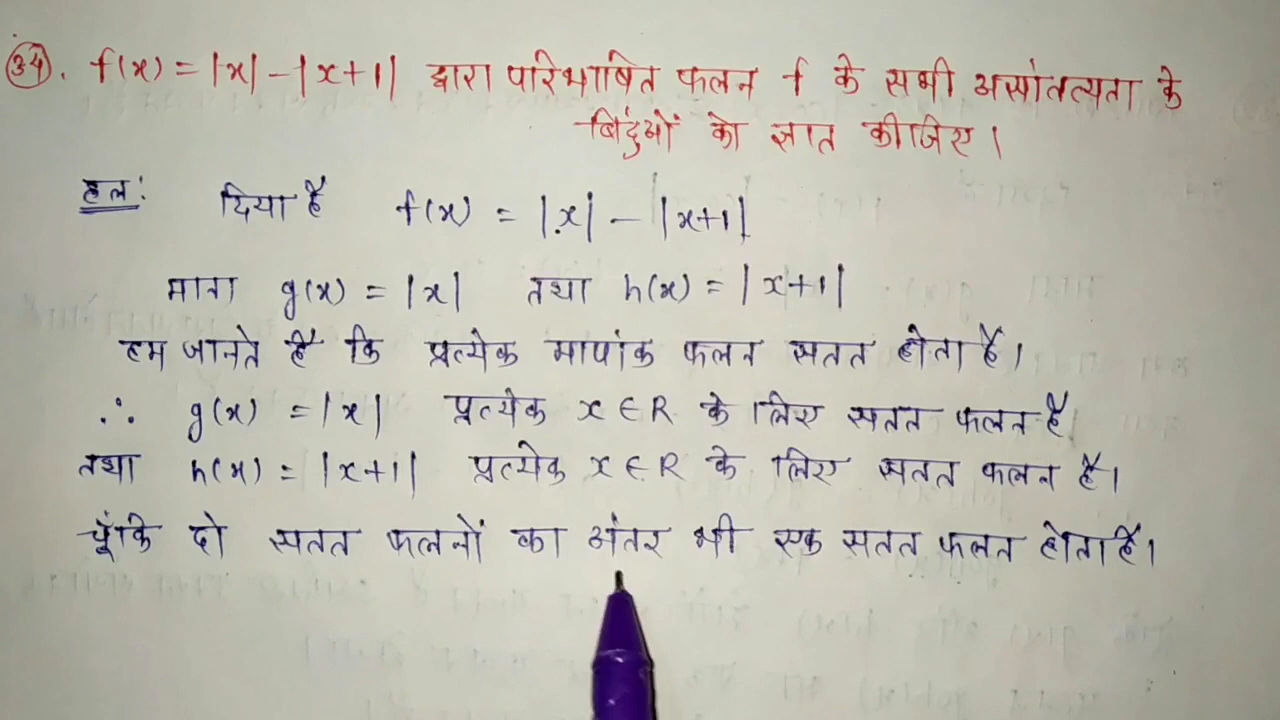 34. f(x) = |x| - |x+1| द्वारा परिभाषित फलन f के सभी असांतत्यता के
बिंदुओं को ज्ञात कीजिए।
हल: दिया है f(x) = |x| - |x+1|
माना g(x) = |x| तथा h(x) = |x+1|
हम जानते हैं कि प्रत्येक मापांक फलन सतत होता है।
∴ g(x) = |x| प्रत्येक x ∈ R के लिए सतत फलन है
तथा h(x) = |x+1| प्रत्येक x ∈ R के लिए सतत फलन है।
चूंकि दो सतत फलनों का अंतर भी एक सतत फलन होता है।